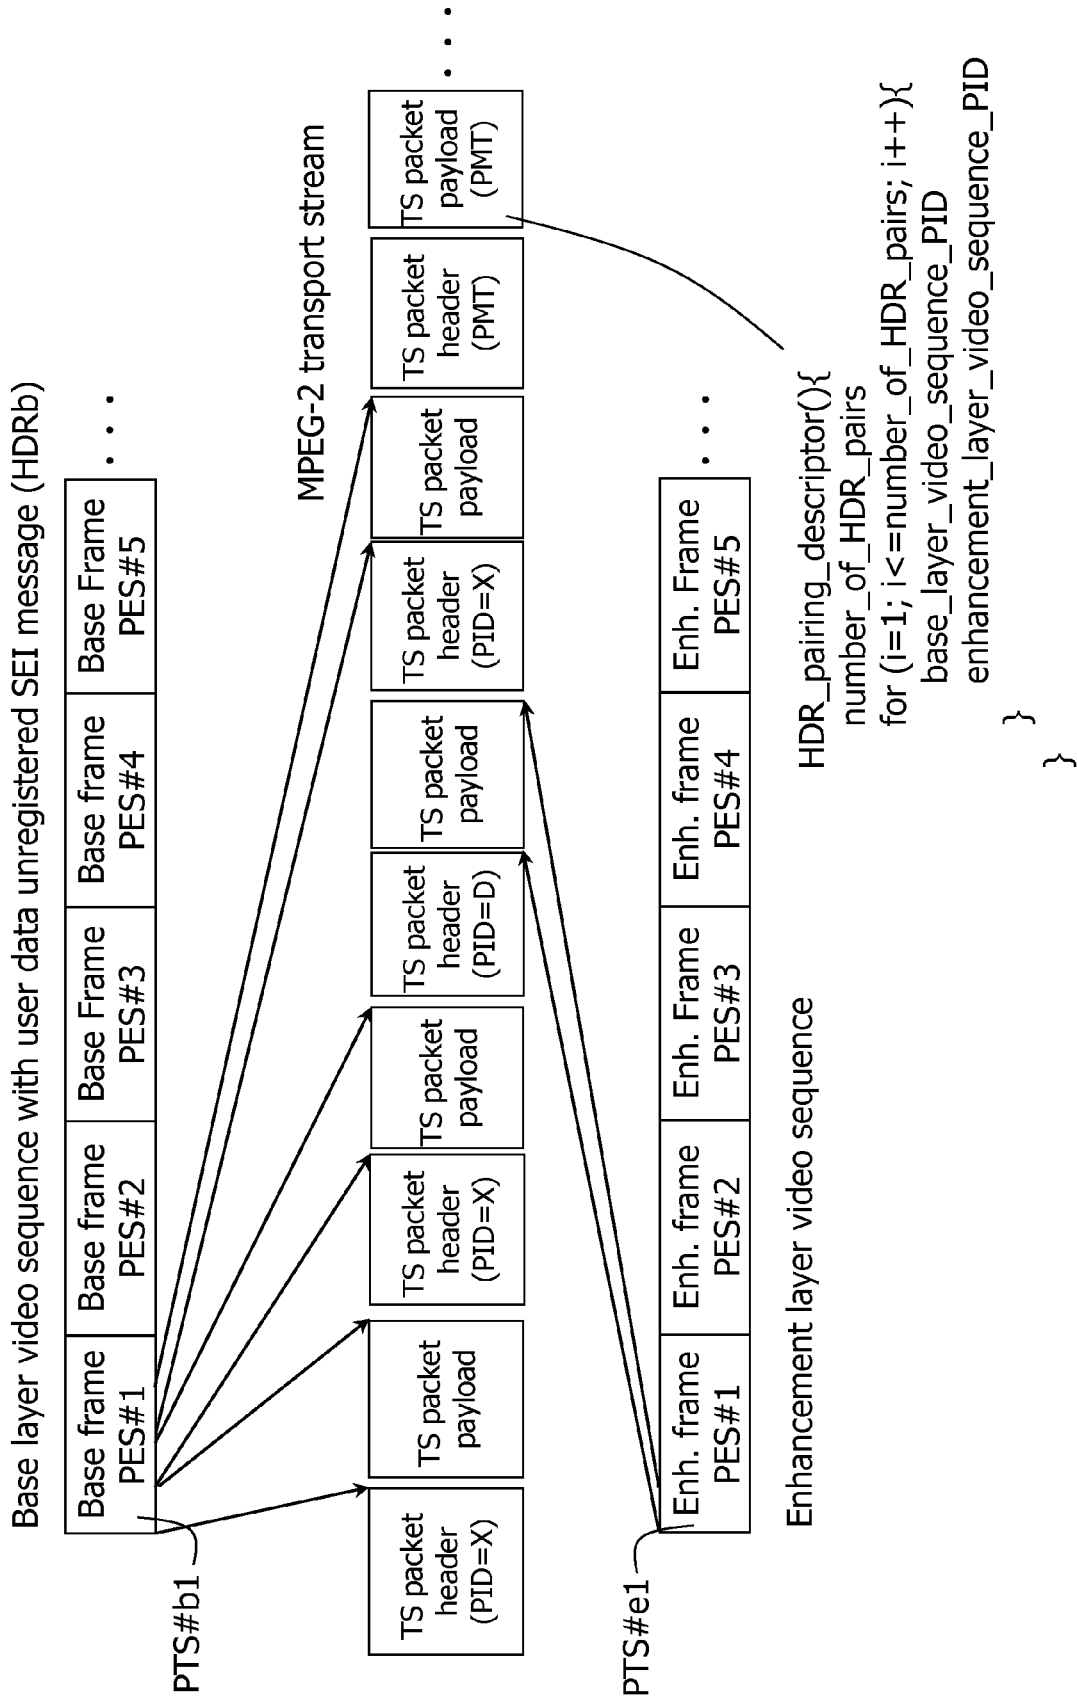 Base layer video sequence with user data unregistered SEI message (HDRb)
Base frame
PES#1
Base frame
PES#2
Base Frame
PES#3
Base frame
PES#4
Base Frame
PES#5
. . .
PTS#b1
MPEG-2 transport stream
TS packet
header
(PID=X)
TS packet
payload
TS packet
header
(PID=X)
TS packet
payload
TS packet
header
(PID=D)
TS packet
payload
TS packet
header
(PID=X)
TS packet
payload
TS packet
header
(PMT)
TS packet
payload
(PMT)
. . .
PTS#e1
Enh. frame
PES#1
Enh. frame
PES#2
Enh. Frame
PES#3
Enh. frame
PES#4
Enh. Frame
PES#5
. . .
Enhancement layer video sequence
HDR_pairing_descriptor(){
number_of_HDR_pairs
for (i=1; i<=number_of_HDR_pairs; i++){
base_layer_video_sequence_PID
enhancement_layer_video_sequence_PID
}
}